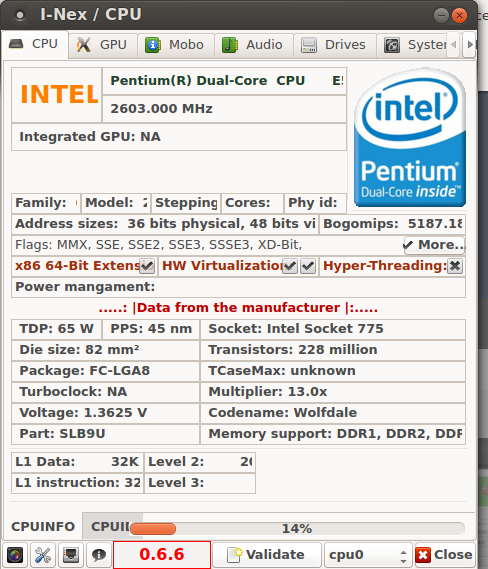 I-Nex / CPU
CPU GPU Mobo Audio Drives System
INTEL
Pentium(R) Dual-Core CPU
2603.000 MHz
Integrated GPU: NA
intel
Pentium®
Dual-Core inside™
Family: Model: Stepping Cores: Phy id:
Address sizes: 36 bits physical, 48 bits vi Bogomips: 5187.18
Flags: MMX, SSE, SSE2, SSE3, SSSE3, XD-Bit, More..
x86 64-Bit Extens HW Virtualization Hyper-Threading:
Power mangament:
.....: |Data from the manufacturer |:.....
TDP: 65 W PPS: 45 nm Socket: Intel Socket 775
Die size: 82 mm² Transistors: 228 million
Package: FC-LGA8 TCaseMax: unknown
Turboclock: NA Multiplier: 13.0x
Voltage: 1.3625 V Codename: Wolfdale
Part: SLB9U Memory support: DDR1, DDR2, DDR
L1 Data: 32K Level 2:
L1 instruction: 32 Level 3:
CPUINFO CPUI 14%
0.6.6 Validate cpu0 Close